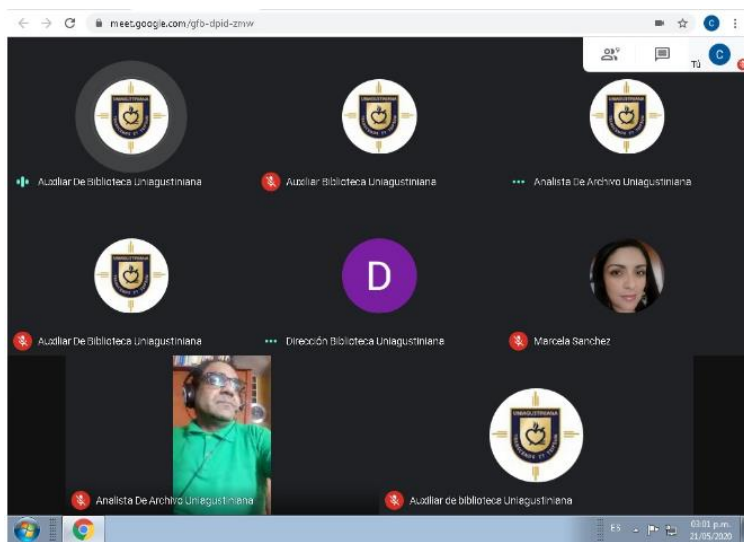 meet.google.com/gfb-dpid-zmw
C
9
Tú
C
Auxiliar De Biblioteca Uniagustiniana
Auxiliar Biblioteca Uniagustiniana
Analista De Archivo Uniagustiniana
Auxiliar De Biblioteca Uniagustiniana
D
Dirección Biblioteca Uniagustiniana
Marcela Sanchez
Analista De Archivo Uniagustiniana
UNIAGUSTINIANA
Auxiliar de biblioteca Uniagustiniana
ES
03:01 p.m.
21/05/2020